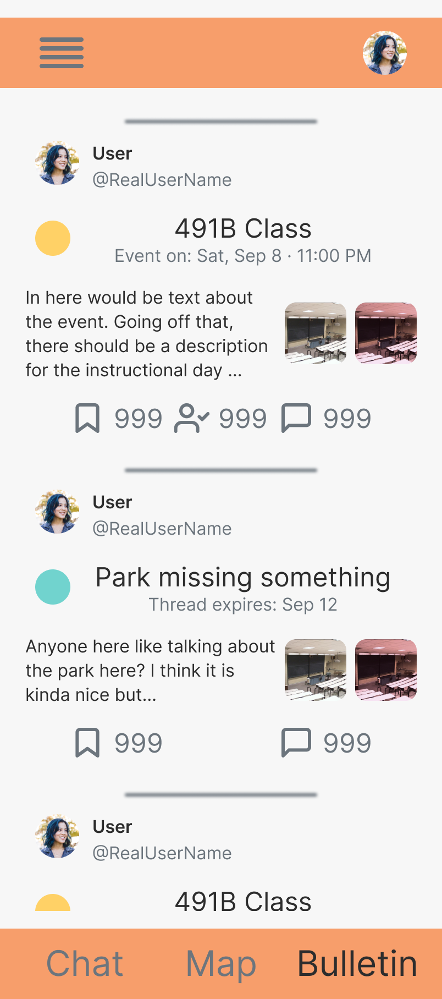 User
@RealUserName
491B Class
Event on: Sat, Sep 8 · 11:00 PM
In here would be text about
the event. Going off that,
there should be a description
for the instructional day ...
999 999 999
User
@RealUserName
Park missing something
Thread expires: Sep 12
Anyone here like talking about
the park here? I think it is
kinda nice but...
999 999
User
@RealUserName
491B Class
Chat Map Bulletin